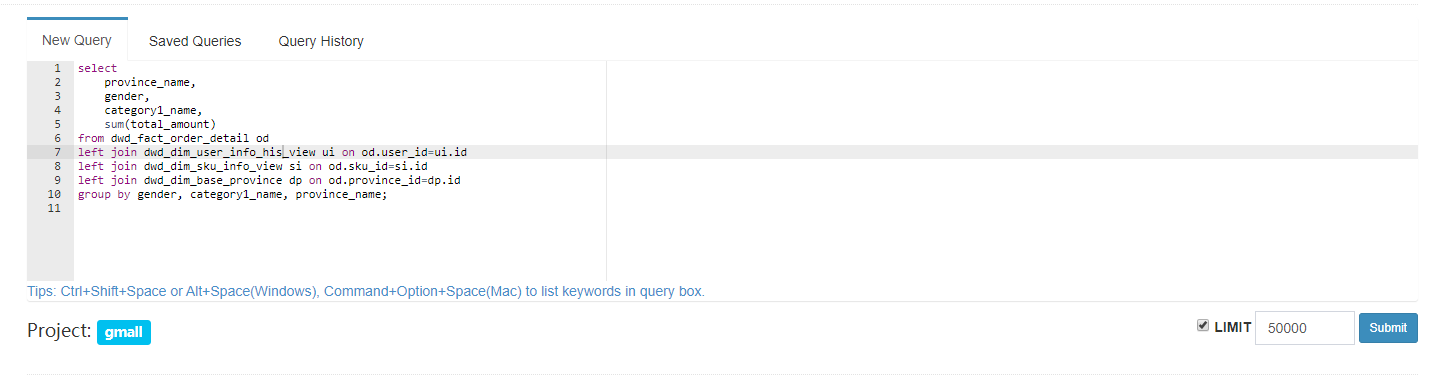 New Query Saved Queries Query History
1 select
2 province_name,
3 gender,
4 category1_name,
5 sum(total_amount)
6 from dwd_fact_order_detail od
7 left join dwd_dim_user_info_his_view ui on od.user_id=ui.id
8 left join dwd_dim_sku_info_view si on od.sku_id=si.id
9 left join dwd_dim_base_province dp on od.province_id=dp.id
10 group by gender, category1_name, province_name;
11
Tips: Ctrl+Shift+Space or Alt+Space(Windows), Command+Option+Space(Mac) to list keywords in query box.
Project: gmall LIMIT 50000 Submit